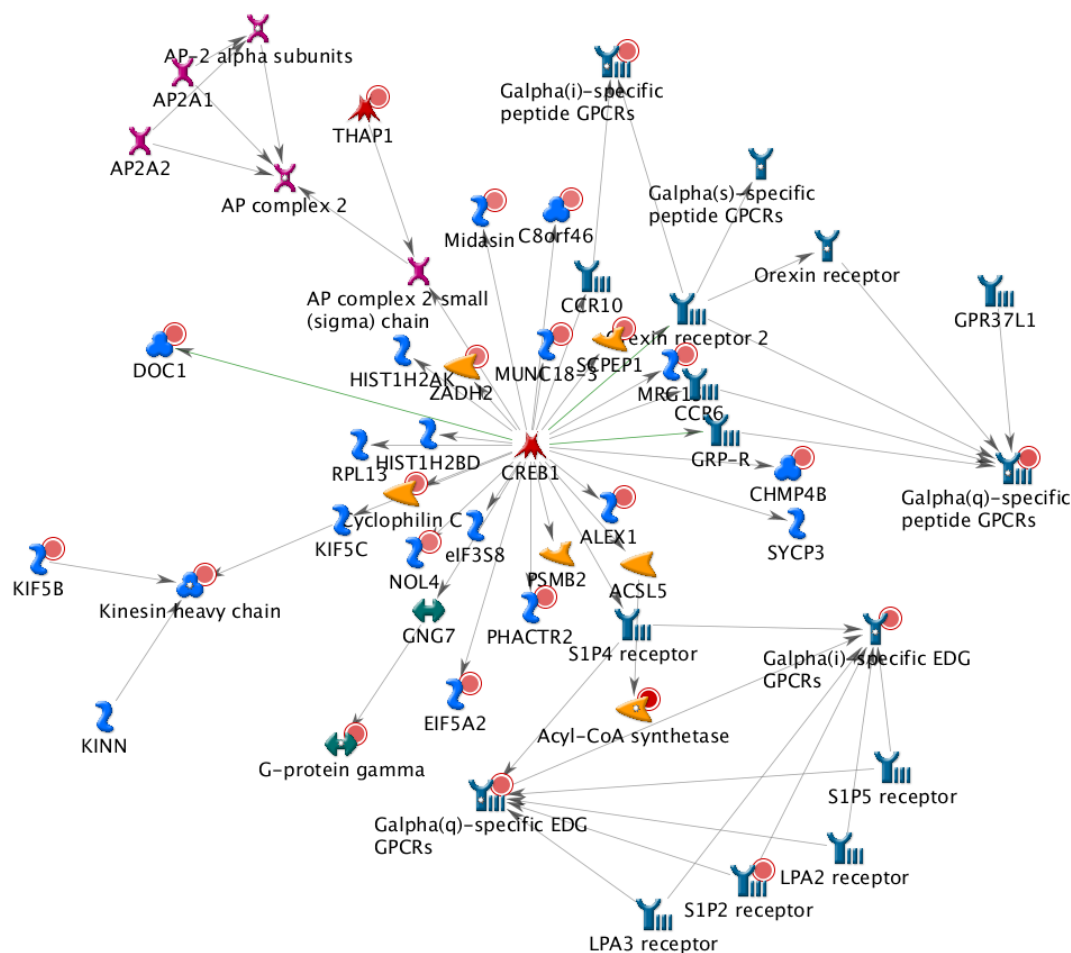 AP-2 alpha subunits
AP2A1
Galpha(i)-specific
peptide GPCRs
THAP1
AP2A2
Galpha(s)-specific
peptide GPCRs
AP complex 2
Midasin
C8orf46
Orexin receptor
AP complex 2 small
(sigma) chain
CCR10
GPR37L1
Orexin receptor 2
DOC1
HIST1H2AK
ZADH2
MUNC18-3
SCPEP1
MRG15
CCR6
RPL13
HIST1H2BD
CREB1
GRP-R
CHMP4B
Galpha(q)-specific
peptide GPCRs
Cyclophilin C
KIF5C
eIF3S8
ALEX1
SYCP3
KIF5B
Kinesin heavy chain
NOL4
PSMB2
ACSL5
GNG7
PHACTR2
S1P4 receptor
Galpha(i)-specific EDG
GPCRs
KINN
EIF5A2
Acyl-CoA synthetase
G-protein gamma
S1P5 receptor
Galpha(q)-specific EDG
GPCRs
LPA2 receptor
S1P2 receptor
LPA3 receptor